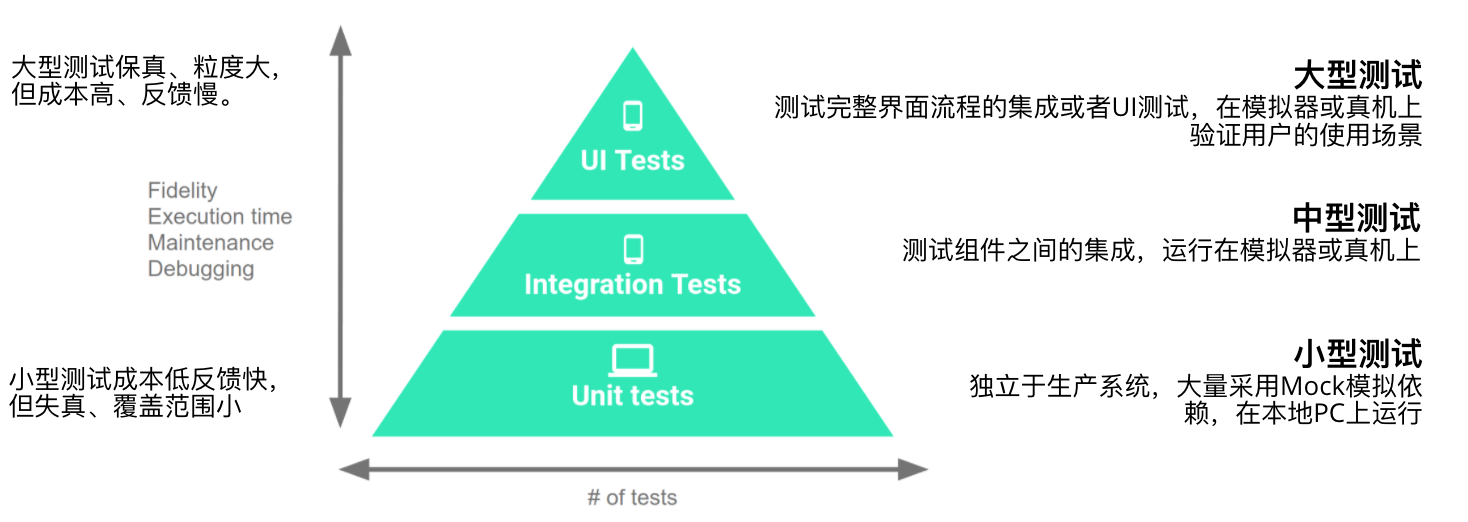 大型测试保真、粒度大，
但成本高、反馈慢。
Fidelity
Execution time
Maintenance
Debugging
小型测试成本低反馈快，
但失真、覆盖范围小
UI Tests
Integration Tests
Unit tests
# of tests
大型测试
测试完整界面流程的集成或者UI测试，在模拟器或真机上
验证用户的使用场景
中型测试
测试组件之间的集成，运行在模拟器或真机上
小型测试
独立于生产系统，大量采用Mock模拟依
赖，在本地PC上运行